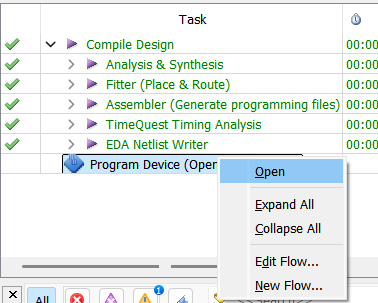 Task
Compile Design 00:00
Analysis & Synthesis 00:00
Fitter (Place & Route) 00:00
Assembler (Generate programming files) 00:00
TimeQuest Timing Analysis 00:00
EDA Netlist Writer 00:00
Program Device (Open
Open
Expand All
Collapse All
Edit Flow...
New Flow...
All
1